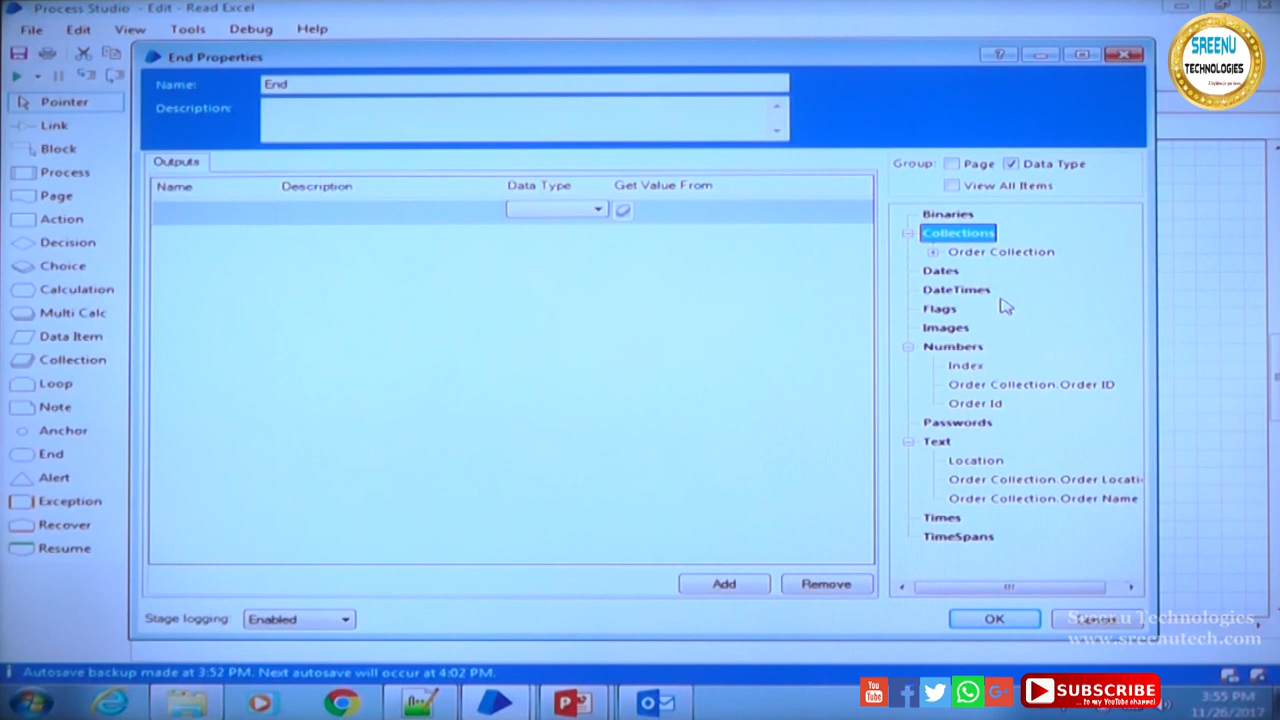 Process Studio - Edit - Read Excel
File Edit View Tools Debug Help
SREENU
TECHNOLOGIES
End Properties
Name: End
Description:
Pointer
Link
Block
Process
Page
Action
Decision
Choice
Calculation
Multi Calc
Data Item
Collection
Loop
Note
Anchor
End
Alert
Exception
Recover
Resume
Outputs
Name Description Data Type Get Value From
Add Remove
Group: Page Data Type
View All Items
Binaries
Collections
Order Collection
Dates
DateTimes
Flags
Images
Numbers
Index
Order Collection.Order ID
Order Id
Passwords
Text
Location
Order Collection.Order Locati
Order Collection.Order Name
Times
TimeSpans
Stage logging: Enabled
OK
Sreenu Technologies
www.sreenutech.com
Autosave backup made at 3:52 PM. Next autosave will occur at 4:02 PM.
You
Tube
SUBSCRIBE
... to my YouTube channel
3:55 PM
11/26/2017